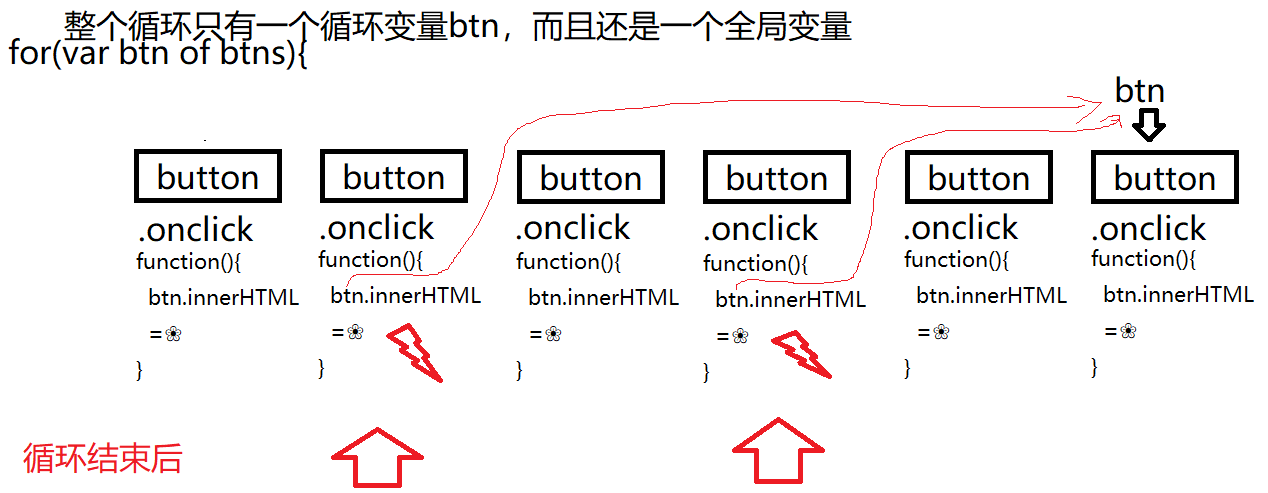 整个循环只有一个循环变量btn，而且还是一个全局变量
for(var btn of btns){
btn
button button button button button button
.onclick .onclick .onclick .onclick .onclick .onclick
function(){ function(){ function(){ function(){ function(){ function(){
btn.innerHTML btn.innerHTML btn.innerHTML btn.innerHTML btn.innerHTML btn.innerHTML
=❀ =❀ =❀ =❀ =❀ =❀
} } } } } }
循环结束后